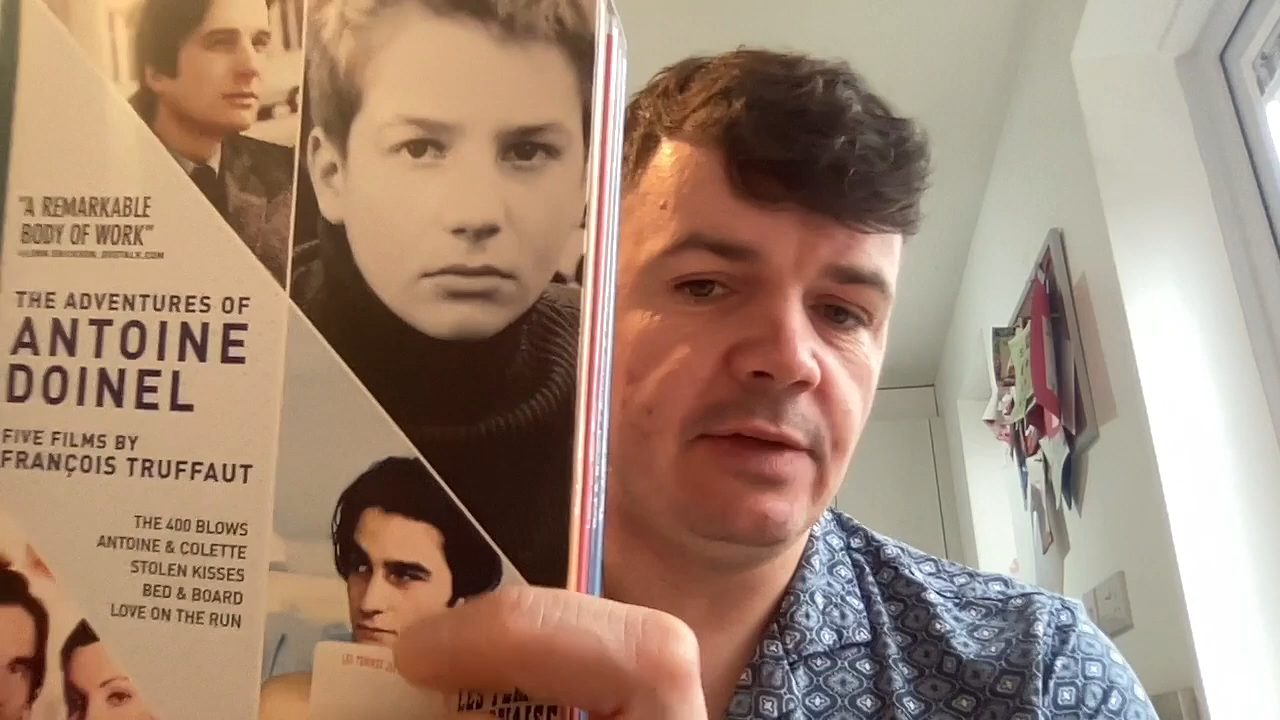 "A REMARKABLE
BODY OF WORK"
THE ADVENTURES OF
ANTOINE
DOINEL
FIVE FILMS BY
FRANÇOIS TRUFFAUT
THE 400 BLOWS
ANTOINE & COLETTE
STOLEN KISSES
BED & BOARD
LOVE ON THE RUN
LES